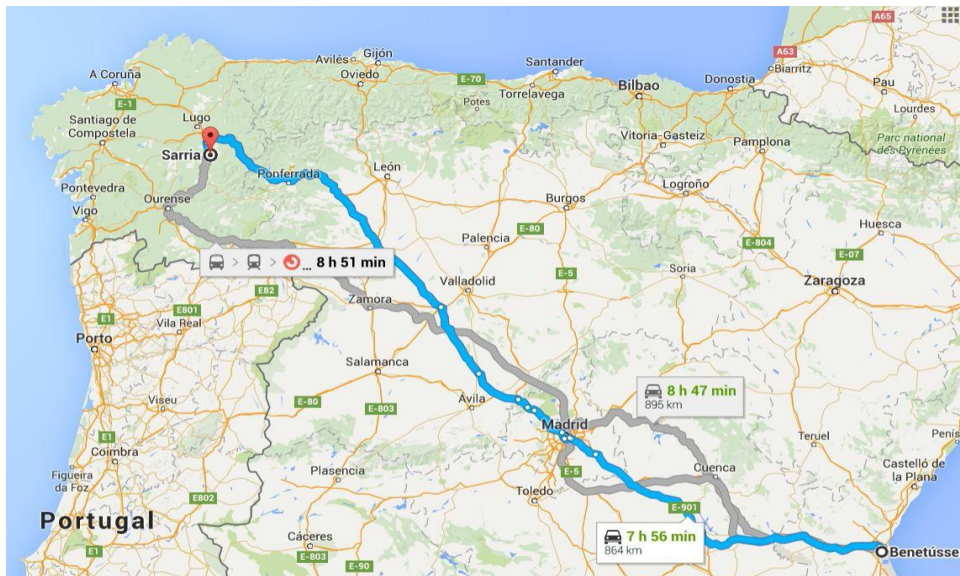 A65
A63
Gijón
Avilés
Oviedo
Santander
E-70
Torrelavega
Potes
Bilbao
Donostia
Biarritz
Pau
Lourdes
Parc national
des Pyrénées
A Coruña
E-1
Santiago de
Compostela
Lugo
Sarria
Vitoria-Gasteiz
Pamplona
León
Ponferrada
Logroño
Burgos
Pontevedra
Vigo
Ourense
Huesca
E-80
E-804
E-07
Palencia
8 h 51 min
... 
E-5
Soria
Zaragoza
Valladolid
E82
E801
E1
Zamora
Vila Real
Porto
Salamanca
Viseu
E-80
E-803
Ávila
8 h 47 min
895 km
Madrid
E1
Coimbra
Teruel
Figueira
da Foz
Plasencia
E-5
Toledo
Cuenca
Castelló de
la Plana
E802
E-901
Portugal
Cáceres
7 h 56 min
864 km
E1
E-803
E-90